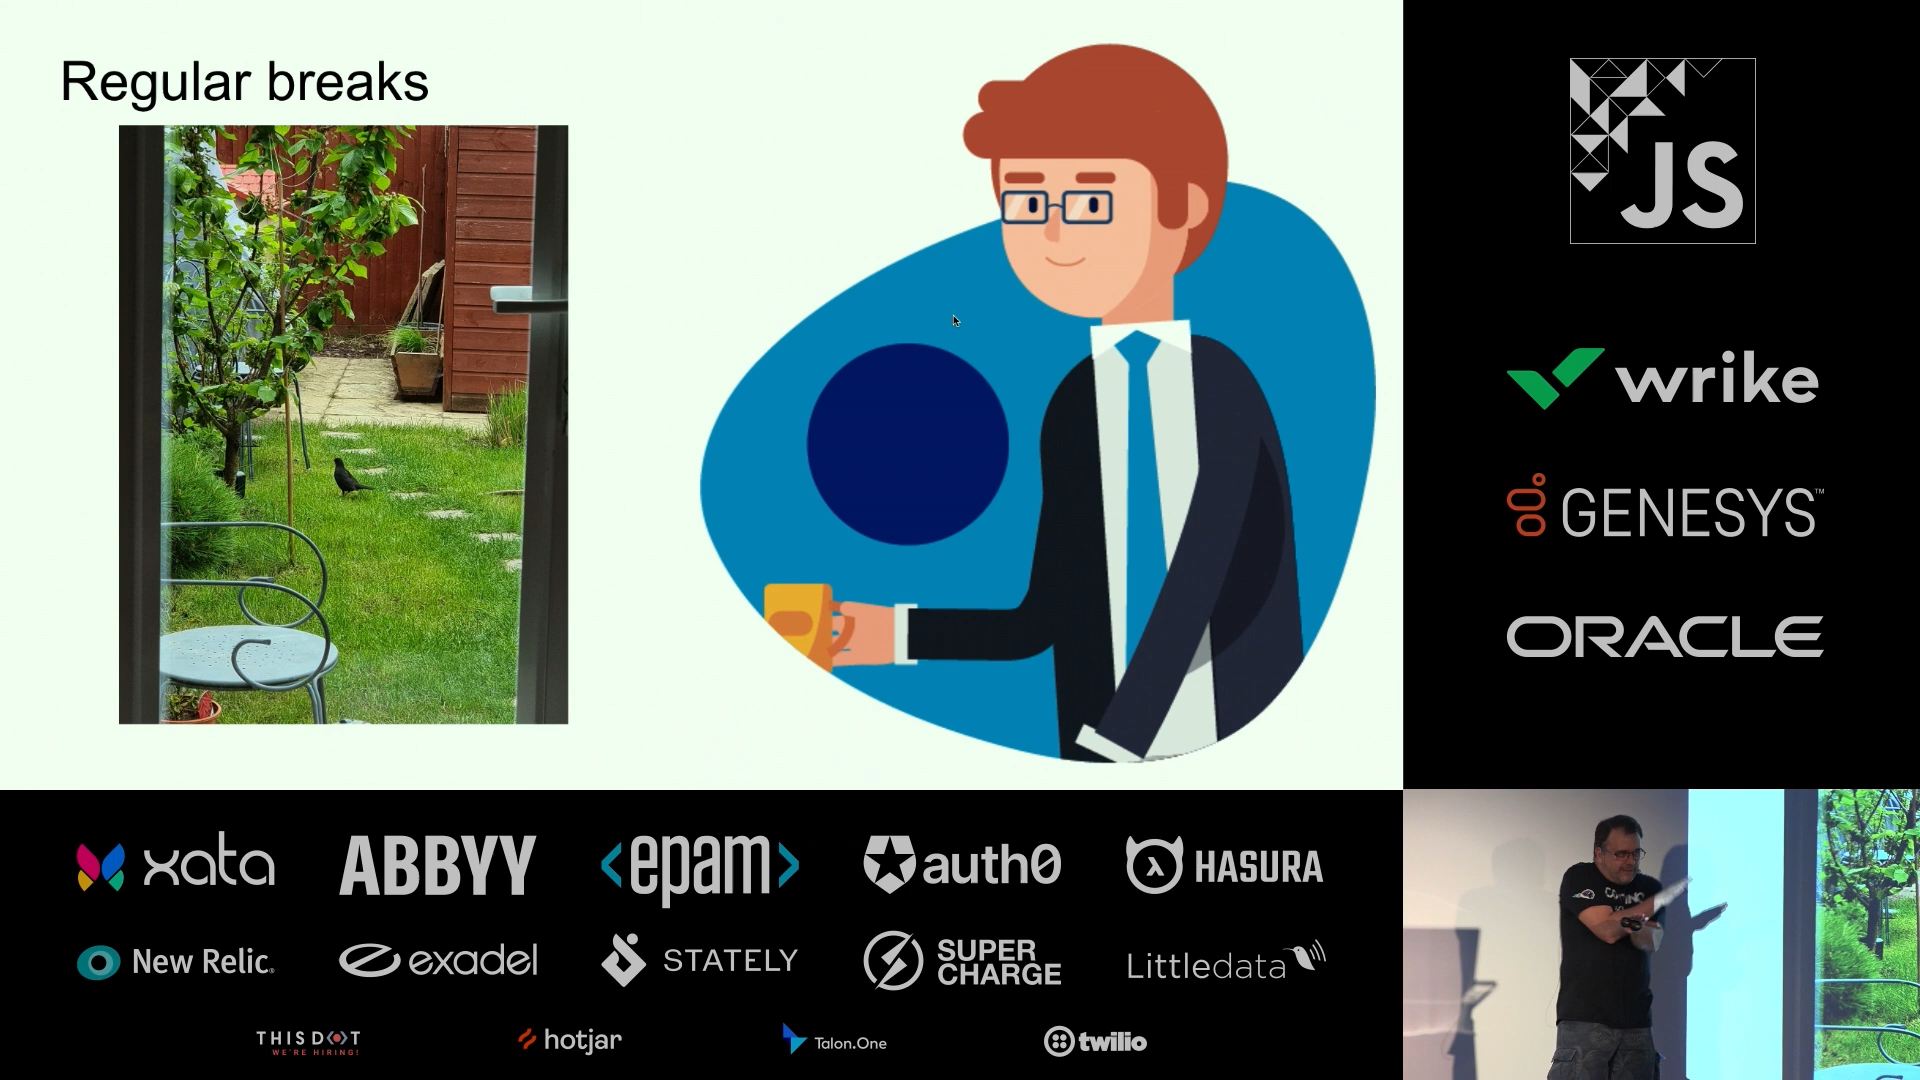 Regular breaks
JS
wrike
GENESYS™
ORACLE
xata
ABBYY
<epam>
auth0
HASURA
New Relic.
exadel
STATELY
SUPER
CHARGE
Littledata
THIS DOT
WE'RE HIRING!
hotjar
Talon.One
twilio